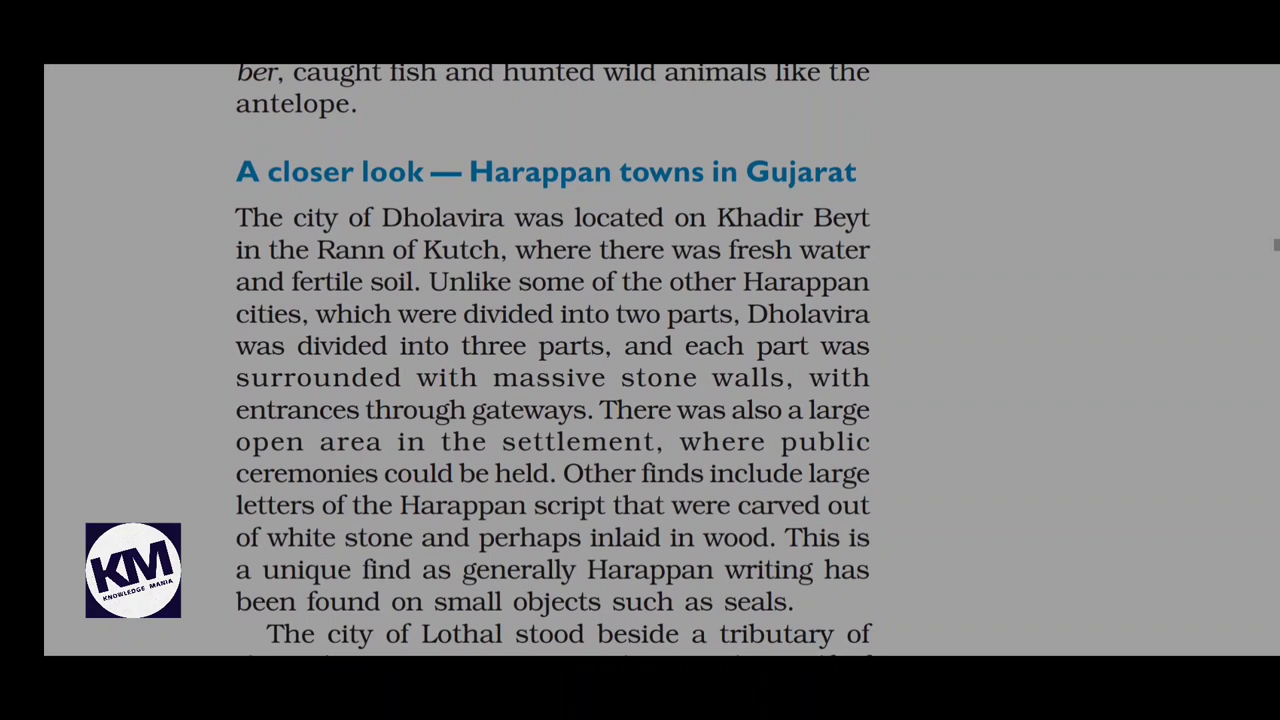 ber, caught fish and hunted wild animals like the
antelope.
A closer look — Harappan towns in Gujarat
The city of Dholavira was located on Khadir Beyt
in the Rann of Kutch, where there was fresh water
and fertile soil. Unlike some of the other Harappan
cities, which were divided into two parts, Dholavira
was divided into three parts, and each part was
surrounded with massive stone walls, with
entrances through gateways. There was also a large
open area in the settlement, where public
ceremonies could be held. Other finds include large
letters of the Harappan script that were carved out
of white stone and perhaps inlaid in wood. This is
a unique find as generally Harappan writing has
been found on small objects such as seals.
The city of Lothal stood beside a tributary of
KM
KNOWLEDGE MANIA